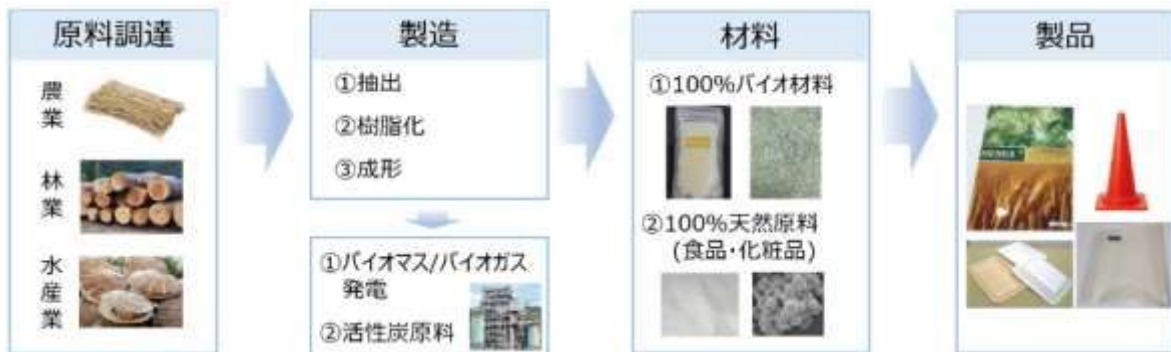 原料調達
農業
林業
水産業
製造
①抽出
②樹脂化
③成形
①バイオマス/バイオガス
発電
②活性炭原料
材料
①100%バイオ材料
②100%天然原料
(食品・化粧品)
製品